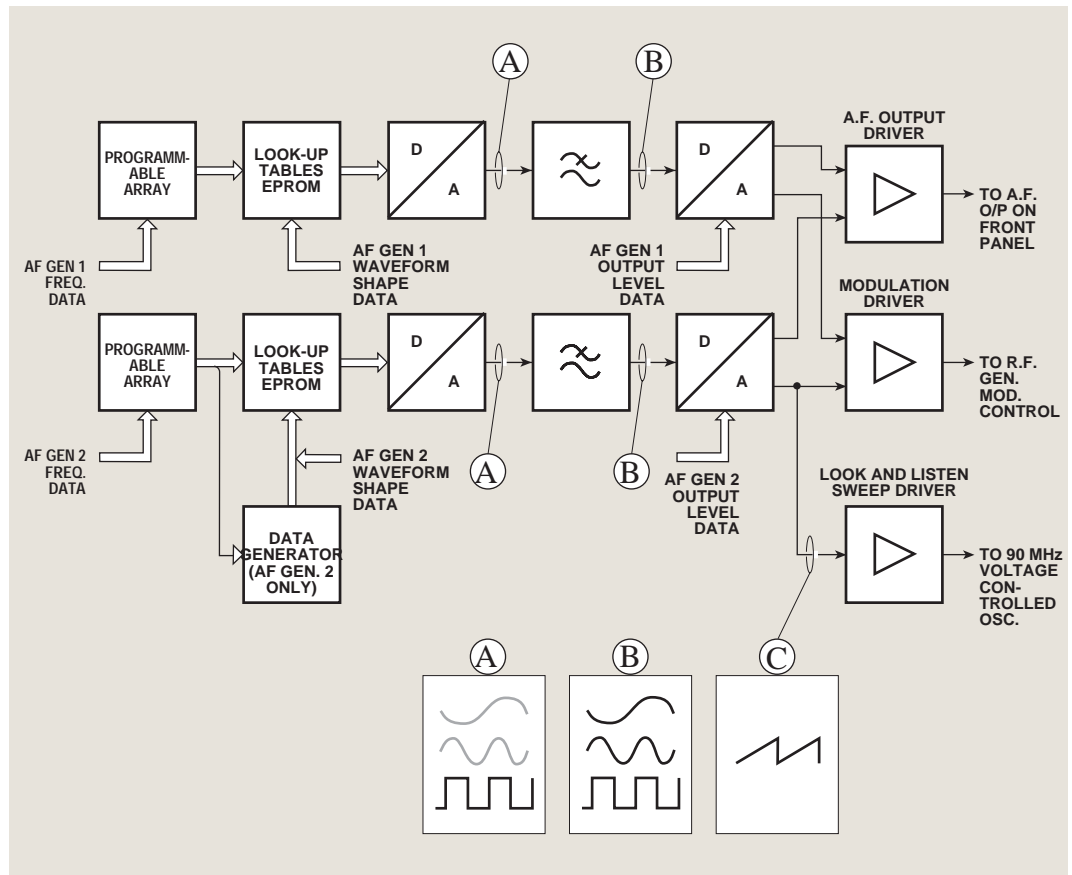 A
B
A.F. OUTPUT
DRIVER
PROGRAMM-
ABLE
ARRAY
LOOK-UP
TABLES
EPROM
D
A
D
A
TO A.F.
O/P ON
FRONT
PANEL
AF GEN 1
FREQ.
DATA
AF GEN 1
WAVEFORM
SHAPE
DATA
AF GEN 1
OUTPUT
LEVEL
DATA
MODULATION
DRIVER
PROGRAMM-
ABLE
ARRAY
LOOK-UP
TABLES
EPROM
D
A
D
A
TO R.F.
GEN.
MOD.
CONTROL
AF GEN 2
FREQ.
DATA
AF GEN 2
WAVEFORM
SHAPE
DATA
A
B
AF GEN 2
OUTPUT
LEVEL
DATA
LOOK AND LISTEN
SWEEP DRIVER
DATA
GENERATOR
(AF GEN. 2
ONLY)
TO 90 MHz
VOLTAGE
CON-
TROLLED
OSC.
A
B
C